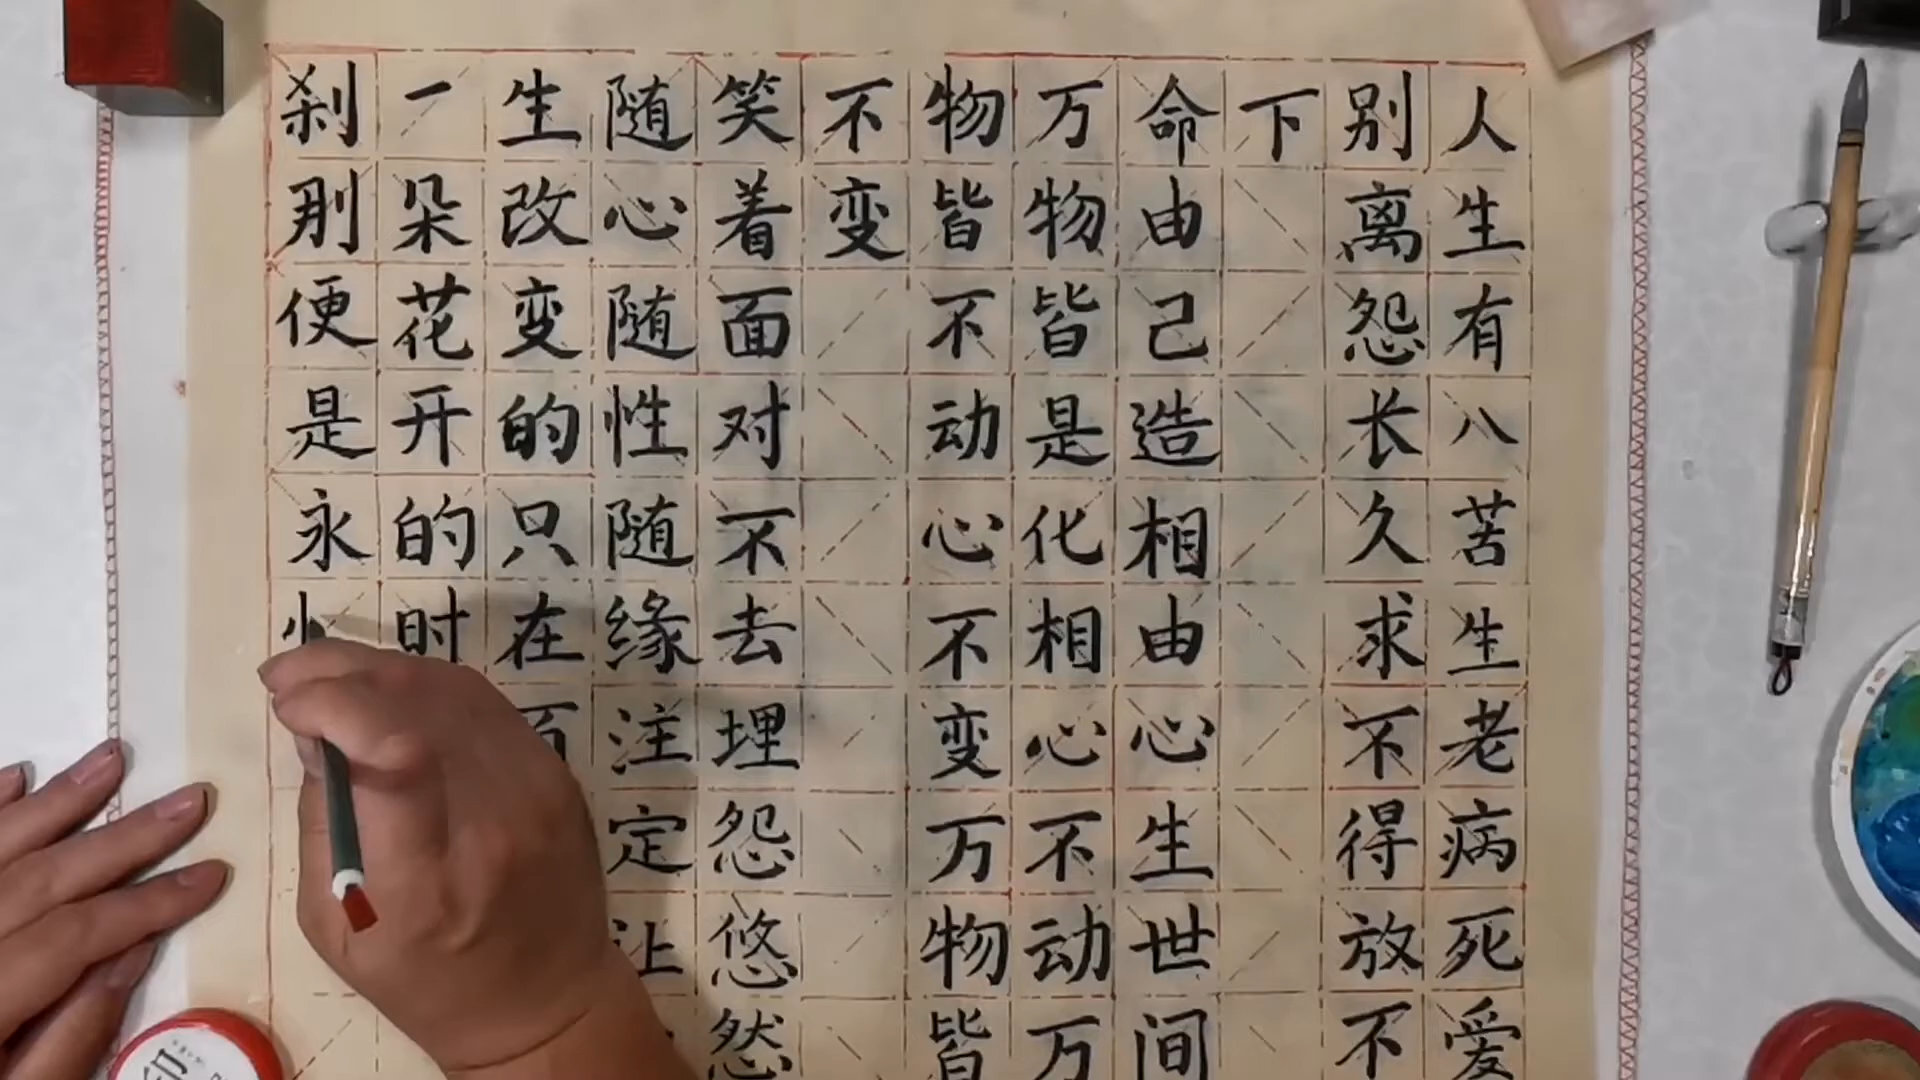 人生有八苦生老病死爱
别离怨长久求不得放不
下
命由己造相由心生世间
万物皆是化相心不动万
物皆不动心不变万物皆
不变
笑着面对不去埋怨悠然
随心随性随缘注定让
生改变的只在百
一朵花开的时
刹那便是永
印